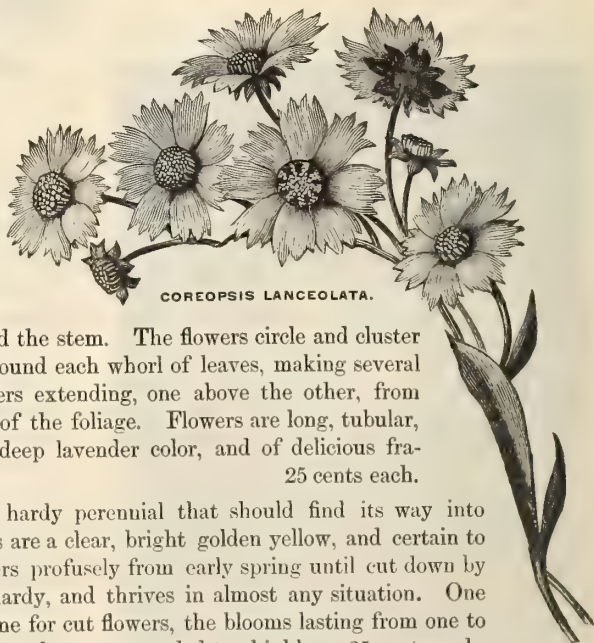 COREOPSIS LANCEOLATA.
d the stem. The flowers circle and cluster
ound each whorl of leaves, making several
ers extending, one above the other, from
of the foliage. Flowers are long, tubular,
deep lavender color, and of delicious fra-
25 cents each.
hardy perennial that should find its way into
s are a clear, bright golden yellow, and certain to
rs profusely from early spring until cut down by
ardy, and thrives in almost any situation. One
ne for cut flowers, the blooms lasting from one to